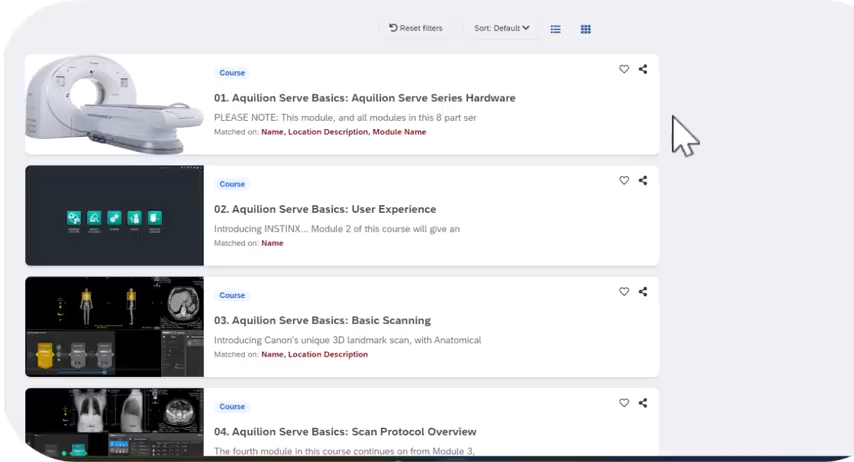 Reset filters
Sort: Default
Course
01. Aquilion Serve Basics: Aquilion Serve Series Hardware
PLEASE NOTE: This module, and all modules in this 8 part ser
Matched on: Name, Location Description, Module Name
Course
02. Aquilion Serve Basics: User Experience
Introducing INSTINX... Module 2 of this course will give an
Matched on: Name
Course
03. Aquilion Serve Basics: Basic Scanning
Introducing Canon's unique 3D landmark scan, with Anatomical
Matched on: Name, Location Description
Course
04. Aquilion Serve Basics: Scan Protocol Overview
The fourth module in this course continues on from Module 3,